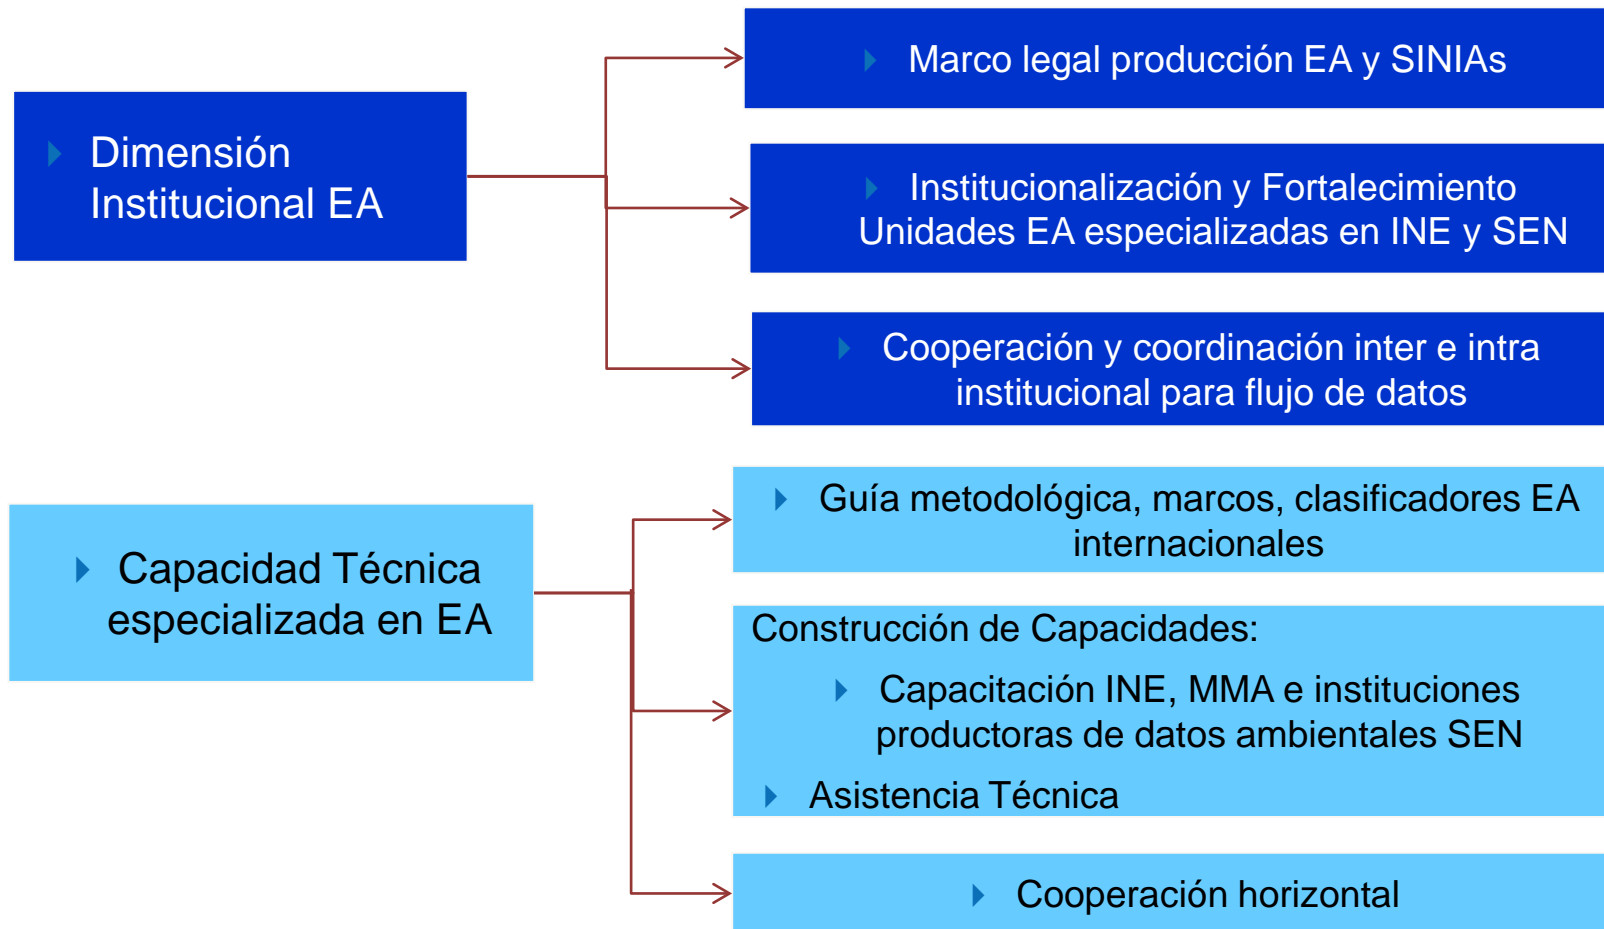 Dimensión
Institucional EA
Marco legal producción EA y SINIAs
Institucionalización y Fortalecimiento
Unidades EA especializadas en INE y SEN
Cooperación y coordinación inter e intra
institucional para flujo de datos
Capacidad Técnica
especializada en EA
Guía metodológica, marcos, clasificadores EA
internacionales
Construcción de Capacidades:
Capacitación INE, MMA e instituciones
productoras de datos ambientales SEN
Asistencia Técnica
Cooperación horizontal